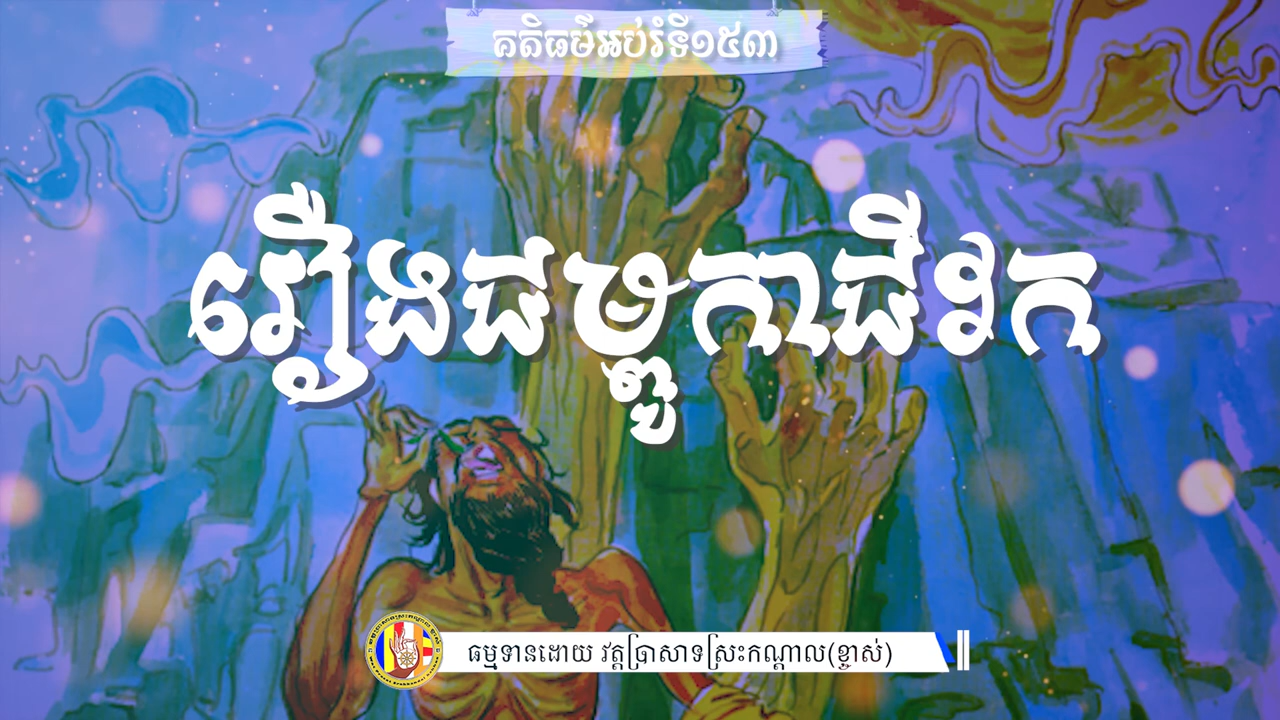 គតិធម៌អប់រំទី១៥៣
រឿងជម្ពុកាជីវក
ធម្មទានដោយ វត្តប្រាសាទស្រះកណ្ដាល(ខ្ចាស់)